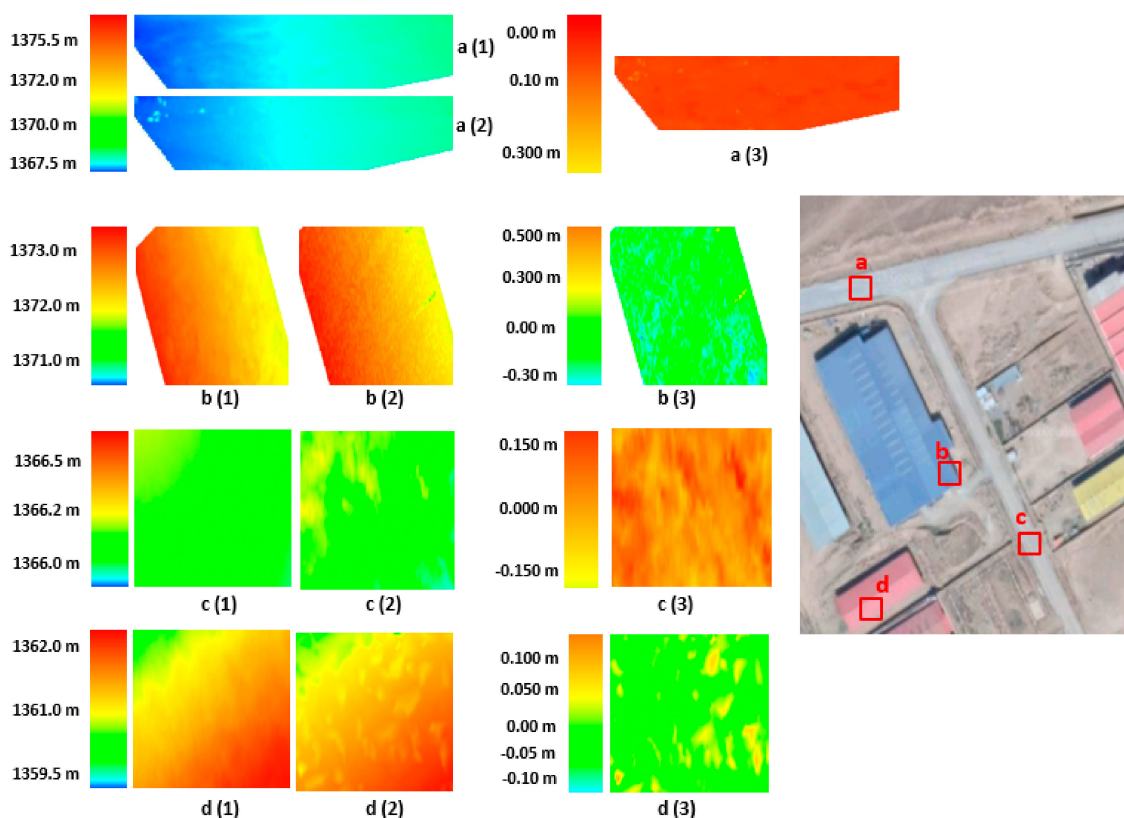 1375.5 m
1372.0 m
1370.0 m
1367.5 m
a (1)
a (2)
0.00 m
0.10 m
0.300 m
a (3)
1373.0 m
1372.0 m
1371.0 m
b (1)
b (2)
0.500 m
0.300 m
0.00 m
-0.30 m
b (3)
1366.5 m
1366.2 m
1366.0 m
c (1)
c (2)
0.150 m
0.000 m
-0.150 m
c (3)
1362.0 m
1361.0 m
1359.5 m
d (1)
d (2)
0.100 m
0.050 m
0.00 m
-0.05 m
-0.10 m
d (3)
a
b
c
d